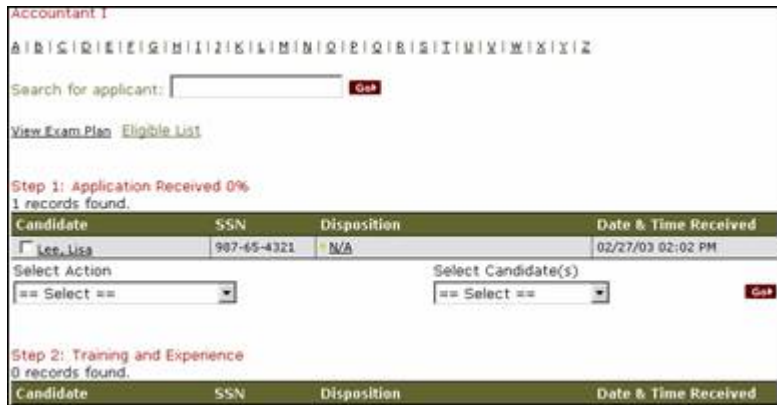 Accountant I
A | B | C | D | E | F | G | H | I | J | K | L | M | N | O | P | Q | R | S | T | U | V | W | X | Y | Z
Search for applicant: Go
View Exam Plan Eligible List
Step 1: Application Received 0%
1 records found.
Candidate SSN Disposition Date & Time Received
Lee, Lisa 987-65-4321 N/A 02/27/03 02:02 PM
Select Action Select Candidate(s)
== Select == == Select == Go
Step 2: Training and Experience
0 records found.
Candidate SSN Disposition Date & Time Received